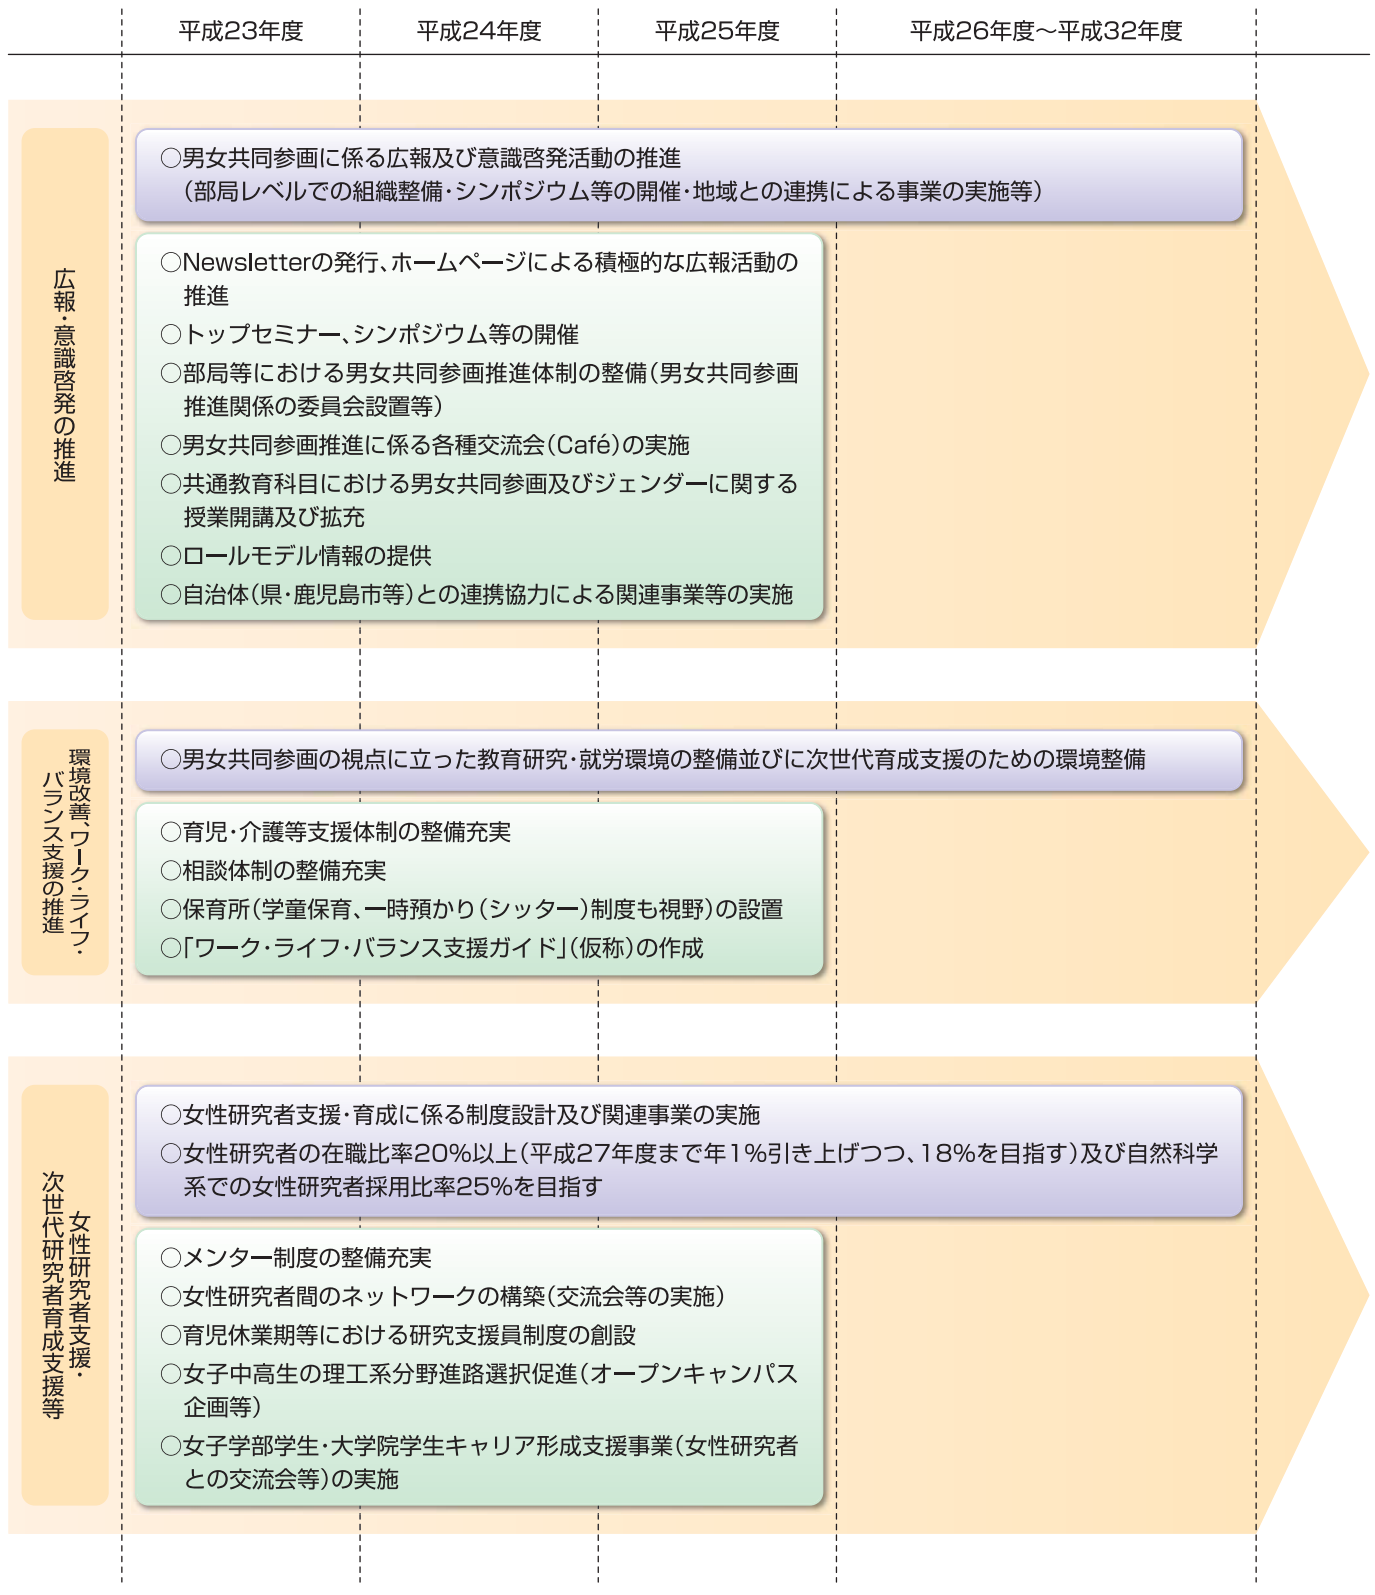 平成23年度
平成24年度
平成25年度
平成26年度～平成32年度
広報・意識啓発の推進
○男女共同参画に係る広報及び意識啓発活動の推進
（部局レベルでの組織整備・シンポジウム等の開催・地域との連携による事業の実施等）
○Newsletterの発行、ホームページによる積極的な広報活動の
推進
○トップセミナー、シンポジウム等の開催
○部局等における男女共同参画推進体制の整備（男女共同参画
推進関係の委員会設置等）
○男女共同参画推進に係る各種交流会（Café）の実施
○共通教育科目における男女共同参画及びジェンダーに関する
授業開講及び拡充
○ロールモデル情報の提供
○自治体（県・鹿児島市等）との連携協力による関連事業等の実施
環境改善、ワーク・ライフ・
バランス支援の推進
○男女共同参画の視点に立った教育研究・就労環境の整備並びに次世代育成支援のための環境整備
○育児・介護等支援体制の整備充実
○相談体制の整備充実
○保育所（学童保育、一時預かり（シッター）制度も視野）の設置
○「ワーク・ライフ・バランス支援ガイド」（仮称）の作成
女性研究者支援・
次世代研究者育成支援等
○女性研究者支援・育成に係る制度設計及び関連事業の実施
○女性研究者の在職比率20%以上（平成27年度まで年1%引き上げつつ、18%を目指す）及び自然科学
系での女性研究者採用比率25%を目指す
○メンター制度の整備充実
○女性研究者間のネットワークの構築（交流会等の実施）
○育児休業期等における研究支援員制度の創設
○女子中高生の理工系分野進路選択促進（オープンキャンパス
企画等）
○女子学部学生・大学院学生キャリア形成支援事業（女性研究者
との交流会等）の実施